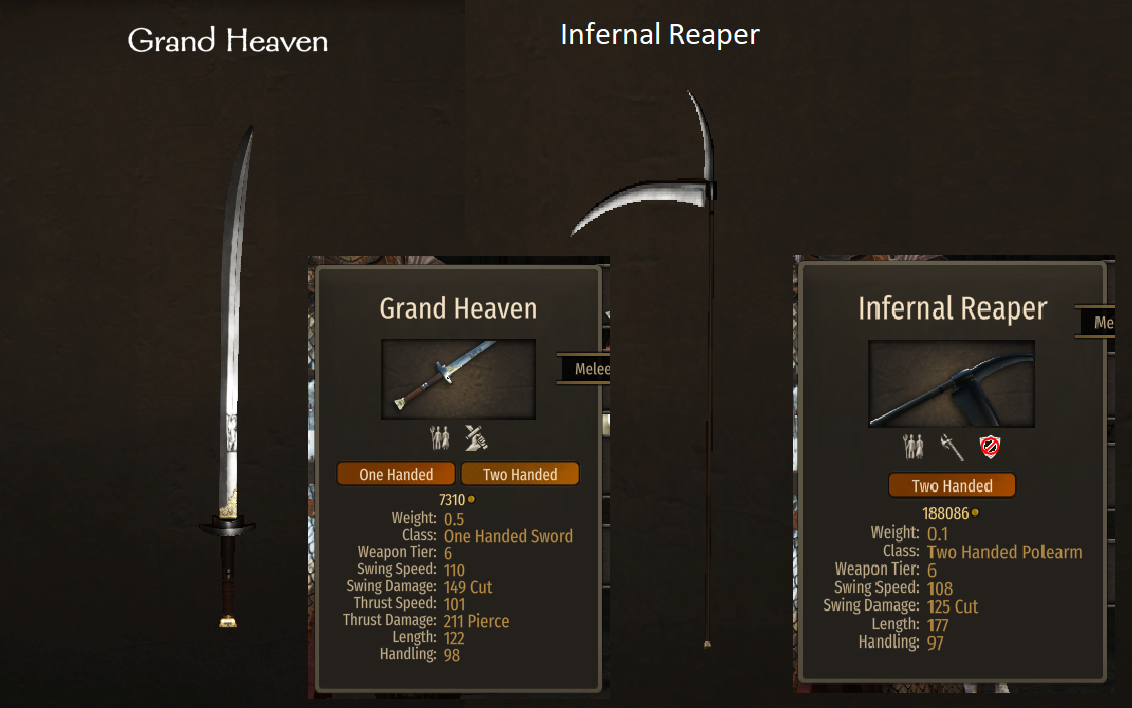 Grand Heaven
Infernal Reaper
Grand Heaven
Melee
One Handed Two Handed
7310
Weight: 0.5
Class: One Handed Sword
Weapon Tier: 6
Swing Speed: 110
Swing Damage: 149 Cut
Thrust Speed: 101
Thrust Damage: 211 Pierce
Length: 122
Handling: 98
Infernal Reaper
Me
Two Handed
188086
Weight: 0.1
Class: Two Handed Polearm
Weapon Tier: 6
Swing Speed: 108
Swing Damage: 125 Cut
Length: 177
Handling: 97